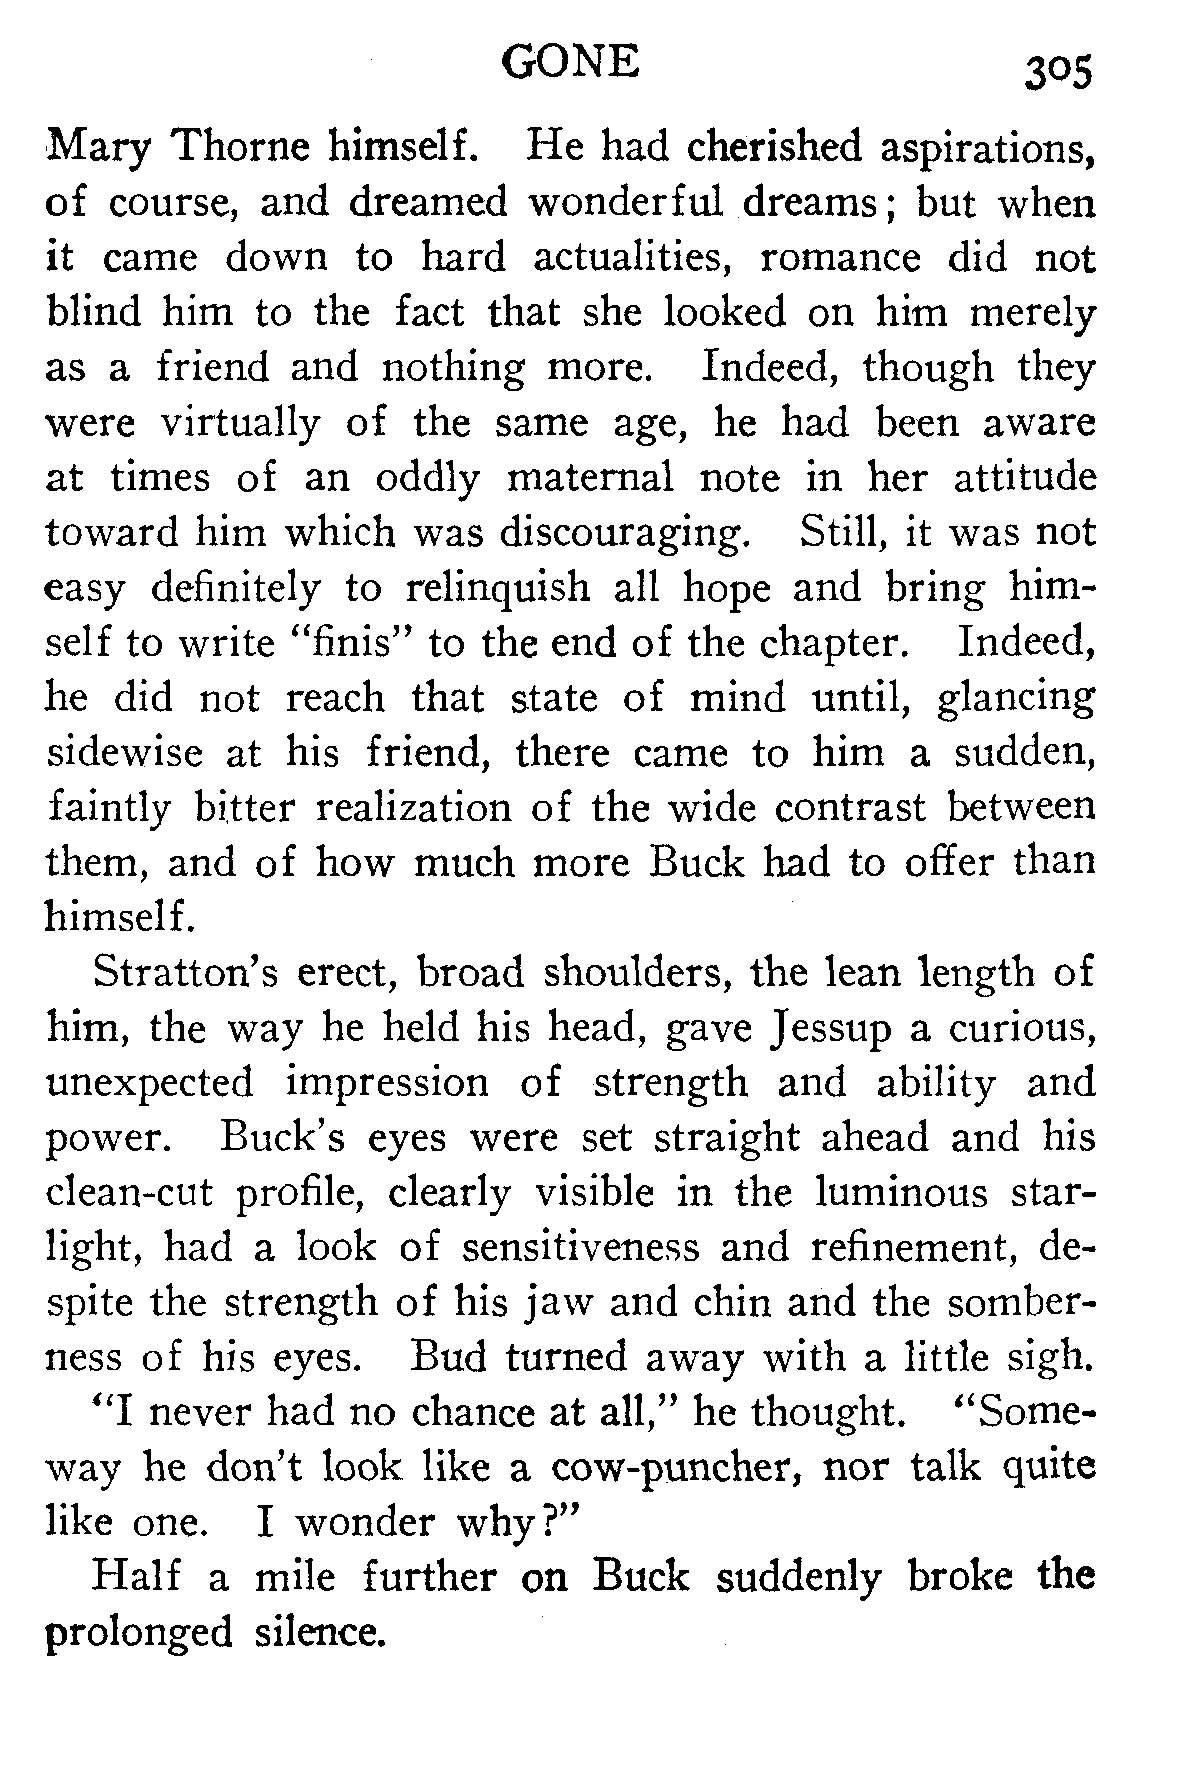 GONE 305
Mary Thorne himself. He had cherished aspirations,
of course, and dreamed wonderful dreams; but when
it came down to hard actualities, romance did not
blind him to the fact that she looked on him merely
as a friend and nothing more. Indeed, though they
were virtually of the same age, he had been aware
at times of an oddly maternal note in her attitude
toward him which was discouraging. Still, it was not
easy definitely to relinquish all hope and bring him-
self to write “finis” to the end of the chapter. Indeed,
he did not reach that state of mind until, glancing
sidewise at his friend, there came to him a sudden,
faintly bitter realization of the wide contrast between
them, and of how much more Buck had to offer than
himself.
Stratton’s erect, broad shoulders, the lean length of
him, the way he held his head, gave Jessup a curious,
unexpected impression of strength and ability and
power. Buck’s eyes were set straight ahead and his
clean-cut profile, clearly visible in the luminous star-
light, had a look of sensitiveness and refinement, de-
spite the strength of his jaw and chin and the somber-
ness of his eyes. Bud turned away with a little sigh.
“I never had no chance at all,” he thought. “Some-
way he don’t look like a cow-puncher, nor talk quite
like one. I wonder why?”
Half a mile further on Buck suddenly broke the
prolonged silence.